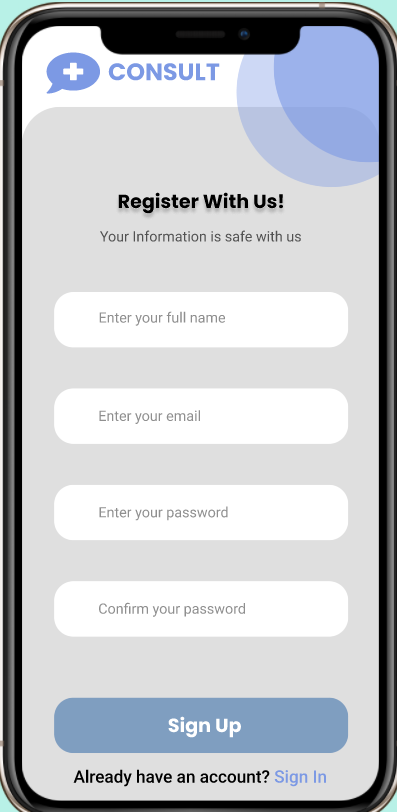 CONSULT
Register With Us!
Your Information is safe with us
Enter your full name
Enter your email
Enter your password
Confirm your password
Sign Up
Already have an account? Sign In